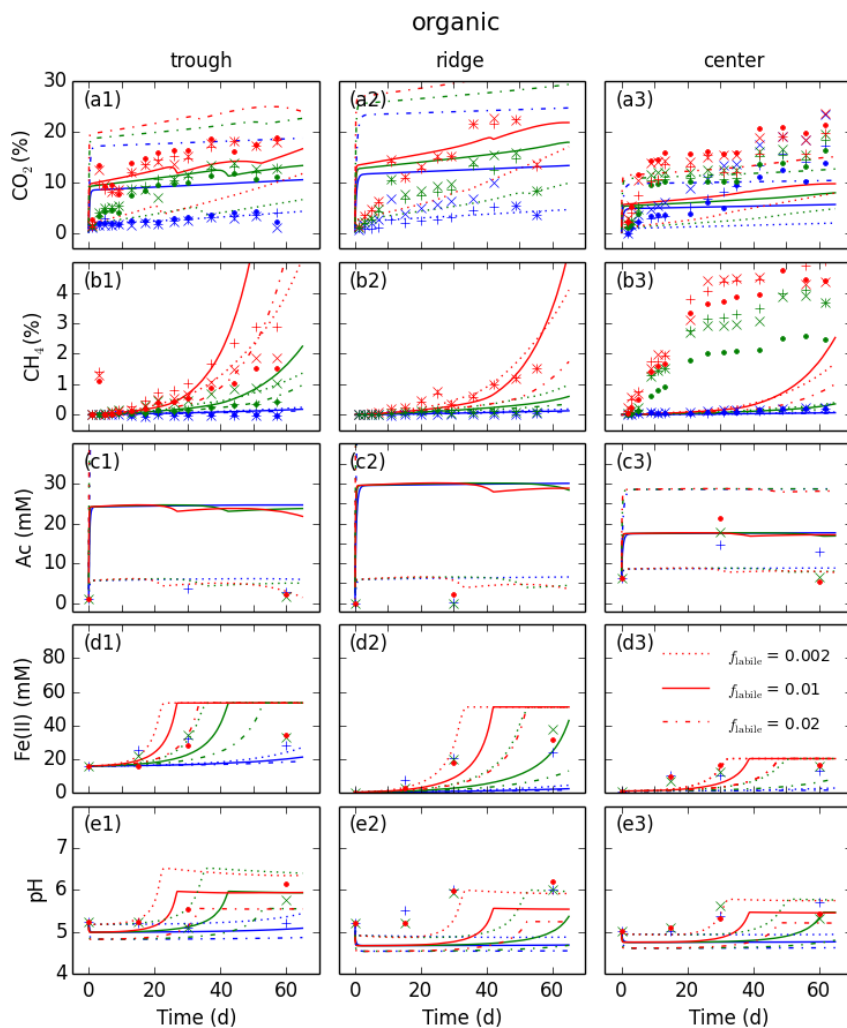 organic
trough ridge center
(a1) (a2) (a3)
CO2 (%)
30
20
10
0
(b1) (b2) (b3)
CH4 (%)
4
3
2
1
0
(c1) (c2) (c3)
Ac (mM)
30
20
10
0
(d1) (d2) (d3)
Fe(II) (mM)
80
60
40
20
0
flabile = 0.002
flabile = 0.01
flabile = 0.02
(e1) (e2) (e3)
pH
7
6
5
4
0 20 40 60 0 20 40 60 0 20 40 60
Time (d) Time (d) Time (d)